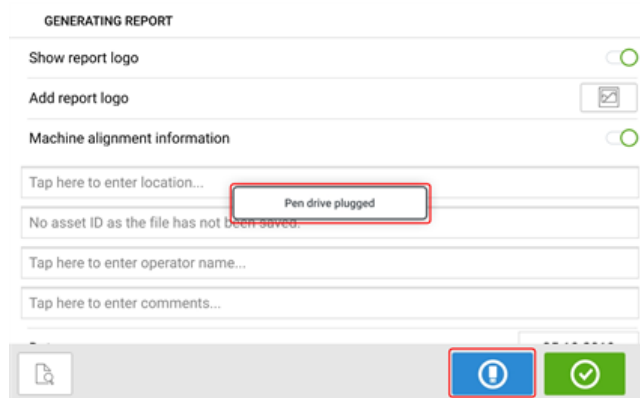 GENERATING REPORT
Show report logo
Add report logo
Machine alignment information
Tap here to enter location...
Pen drive plugged
No asset ID as the file has not been saved.
Tap here to enter operator name...
Tap here to enter comments...